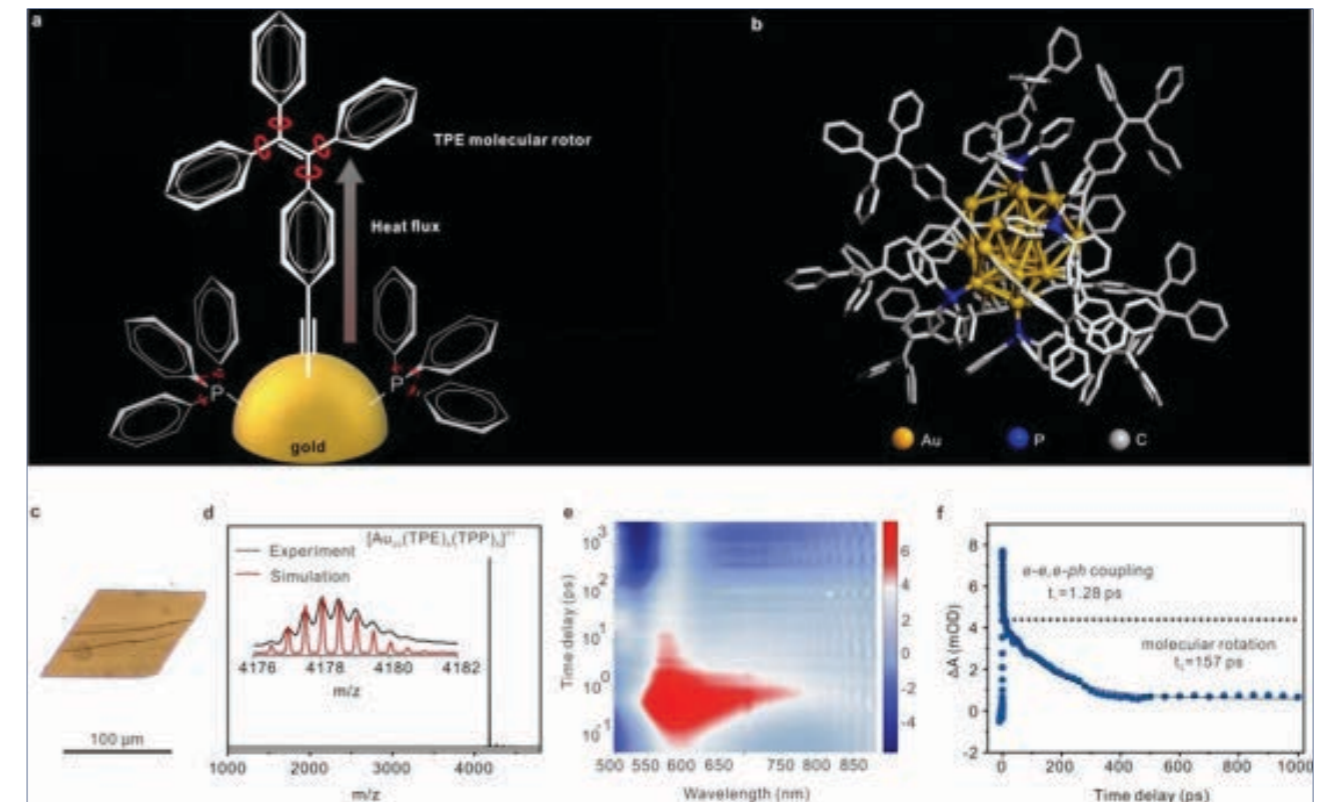 a
b
TPE molecular rotor
Heat flux
P
P
gold
Au
P
C
c
100 µm
d
Experiment
Simulation
4176 4178 4180 4182
m/z
1000 2000 3000 4000
m/z
e
Time delay (ps)
10³
10²
10¹
10⁰
10⁻¹
500 550 600 650 750 800 850
Wavelength (nm)
6
4
2
0
-2
-4
f
ΔA (mOD)
8
6
4
2
0
-2
e-e,e-ph coupling
=1.28 ps
molecular rotation
=157 ps
0 200 400 600 800 1000
Time delay (ps)